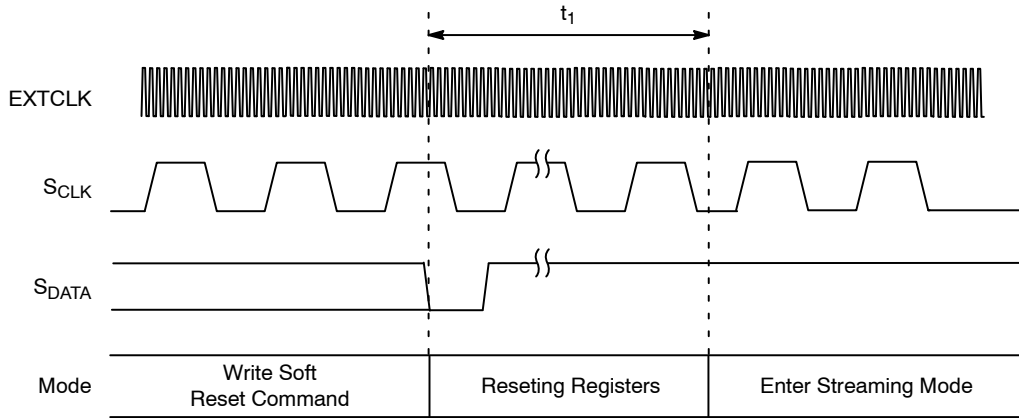 t1
EXTCLK
SCLK
SDATA
Mode
Write Soft
Reset Command
Reseting Registers
Enter Streaming Mode